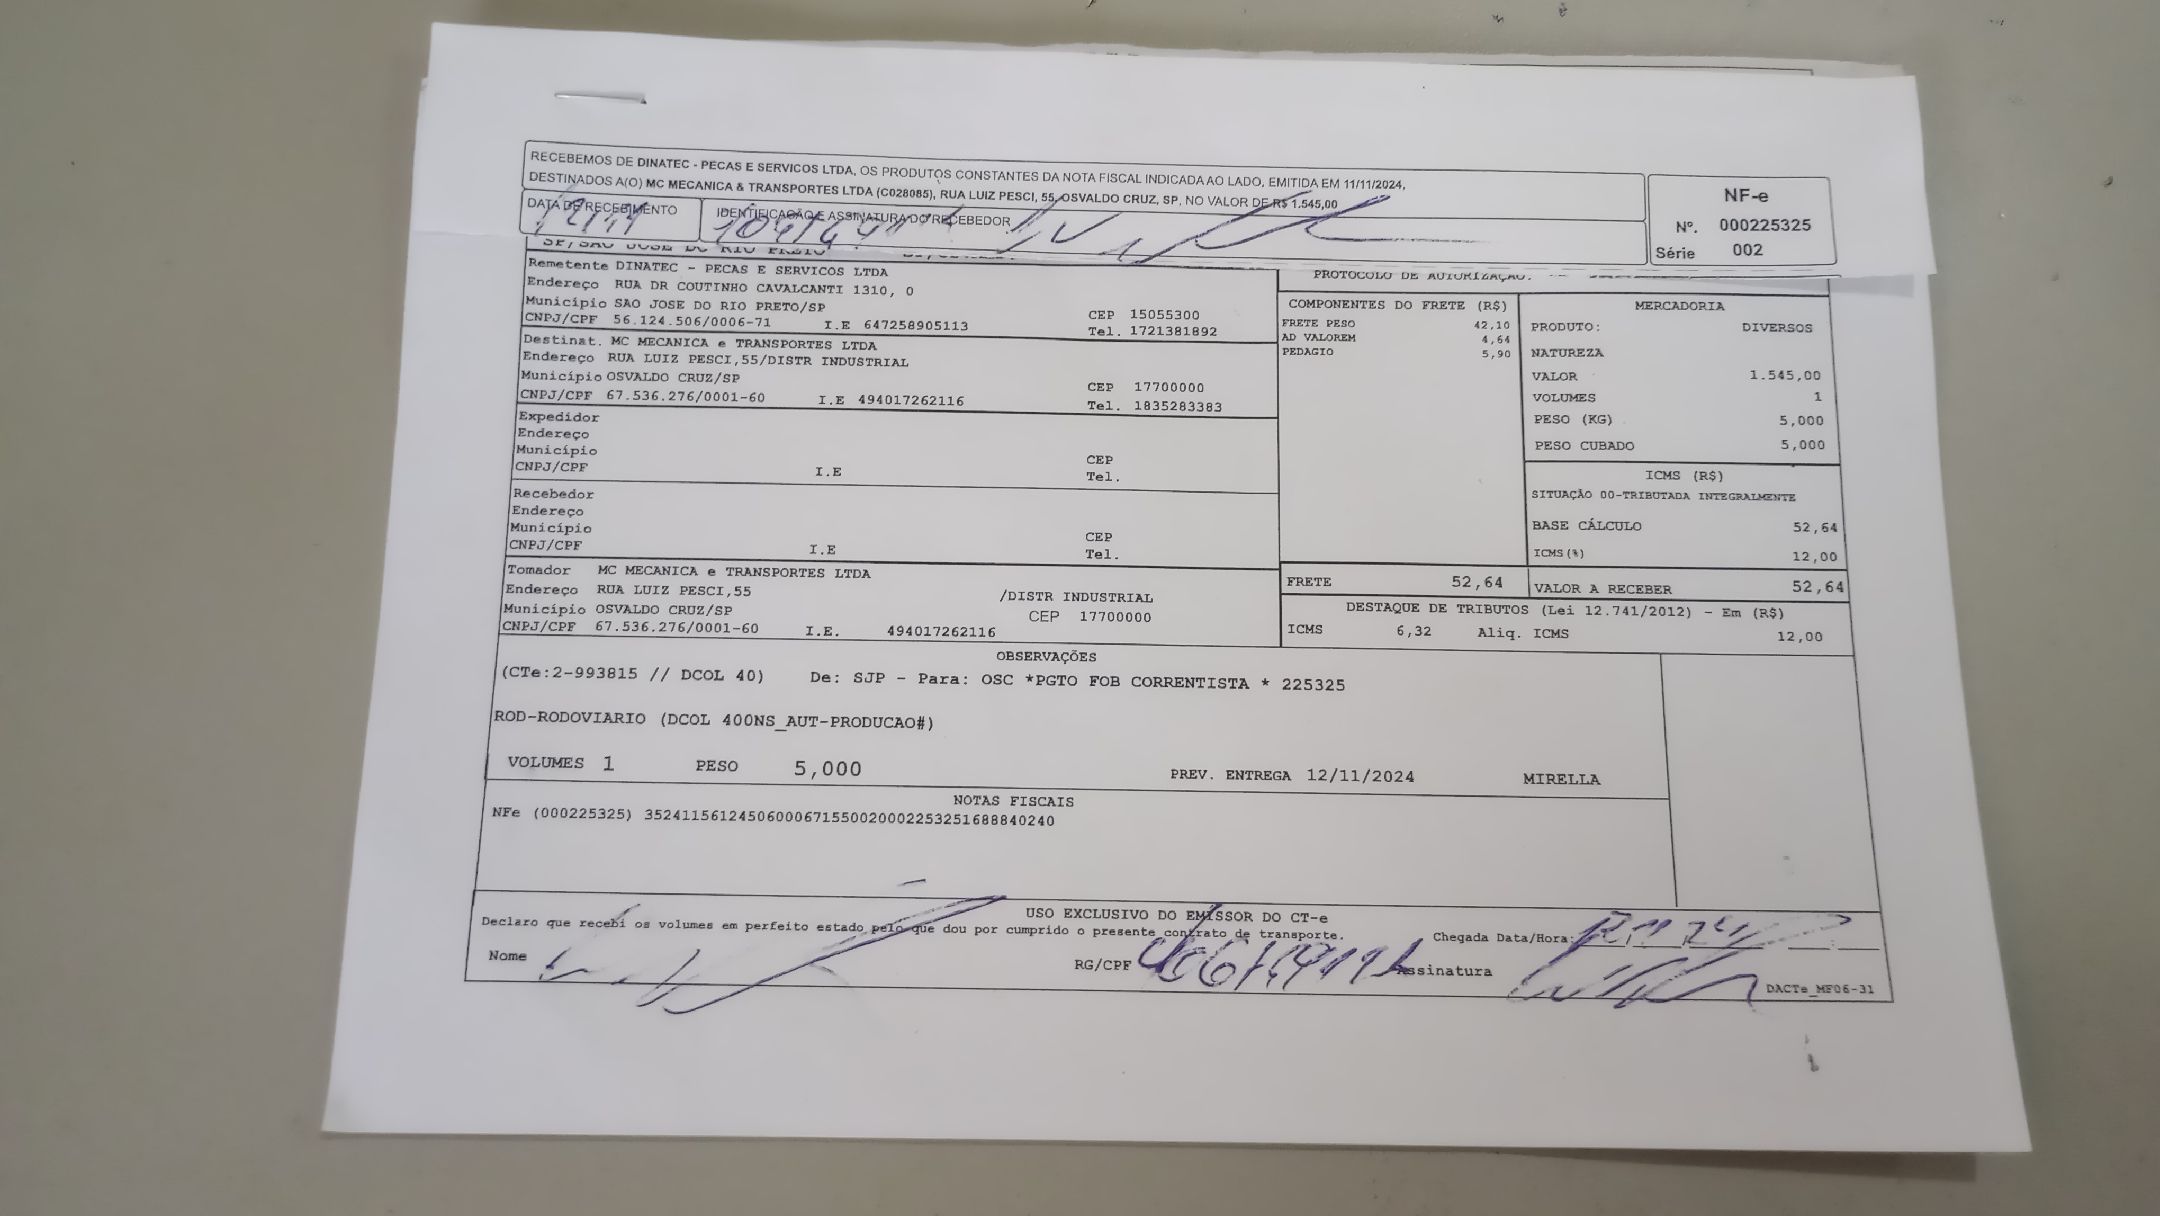 RECEBEMOS DE DINATEC - PECAS E SERVICOS LTDA, OS PRODUTOS CONSTANTES DA NOTA FISCAL INDICADA AO LADO, EMITIDA EM 11/11/2024,
DESTINADOS A(O) MC MECANICA & TRANSPORTES LTDA (C028085), RUA LUIZ PESCI, 55, OSVALDO CRUZ, SP, NO VALOR DE R$ 1.545,00
DATA DE RECEBIMENTO IDENTIFICAÇÃO E ASSINATURA DO RECEBEDOR
NF-e
Nº. 000225325
Série 002
SP, SAO JOSE DO RIO PRETO
PROTOCOLO DE AUTORIZAÇÃO:
Remetente DINATEC - PECAS E SERVICOS LTDA
Endereço RUA DR COUTINHO CAVALCANTI 1310, 0
Município SAO JOSE DO RIO PRETO/SP CEP 15055300
CNPJ/CPF 56.124.506/0006-71 I.E 647258905113 Tel. 1721381892
Destinat. MC MECANICA e TRANSPORTES LTDA
Endereço RUA LUIZ PESCI,55/DISTR INDUSTRIAL
Município OSVALDO CRUZ/SP CEP 17700000
CNPJ/CPF 67.536.276/0001-60 I.E 494017262116 Tel. 1835283383
Expedidor
Endereço
Município CEP
CNPJ/CPF I.E Tel.
Recebedor
Endereço
Município CEP
CNPJ/CPF I.E Tel.
Tomador MC MECANICA e TRANSPORTES LTDA
Endereço RUA LUIZ PESCI,55 /DISTR INDUSTRIAL
Município OSVALDO CRUZ/SP CEP 17700000
CNPJ/CPF 67.536.276/0001-60 I.E. 494017262116
COMPONENTES DO FRETE (R$)
FRETE PESO 42,10
AD VALOREM 4,64
PEDAGIO 5,90
MERCADORIA
PRODUTO: DIVERSOS
NATUREZA
VALOR 1.545,00
VOLUMES 1
PESO (KG) 5,000
PESO CUBADO 5,000
ICMS (R$)
SITUAÇÃO 00-TRIBUTADA INTEGRALMENTE
BASE CÁLCULO 52,64
ICMS(%) 12,00
FRETE 52,64 VALOR A RECEBER 52,64
DESTAQUE DE TRIBUTOS (Lei 12.741/2012) - Em (R$)
ICMS 6,32 Aliq. ICMS 12,00
OBSERVAÇÕES
(CTe:2-993815 // DCOL 40) De: SJP - Para: OSC *PGTO FOB CORRENTISTA * 225325
ROD-RODOVIARIO (DCOL 400NS_AUT-PRODUCAO#)
VOLUMES 1 PESO 5,000 PREV. ENTREGA 12/11/2024 MIRELLA
NOTAS FISCAIS
NFe (000225325) 35241156124506000671550020002253251688840240
USO EXCLUSIVO DO EMISSOR DO CT-e
Declaro que recebi os volumes em perfeito estado pelo que dou por cumprido o presente contrato de transporte. Chegada Data/Hora:
Nome RG/CPF Assinatura
DACTe_MF06-31